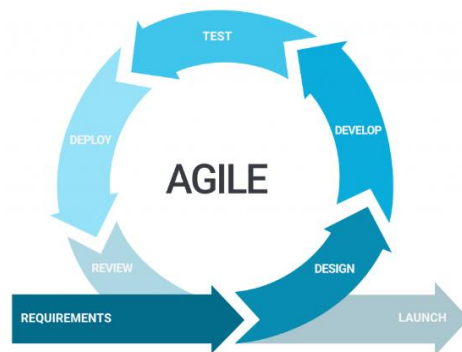 TEST
DEPLOY
DEVELOP
AGILE
REVIEW
DESIGN
REQUIREMENTS
LAUNCH